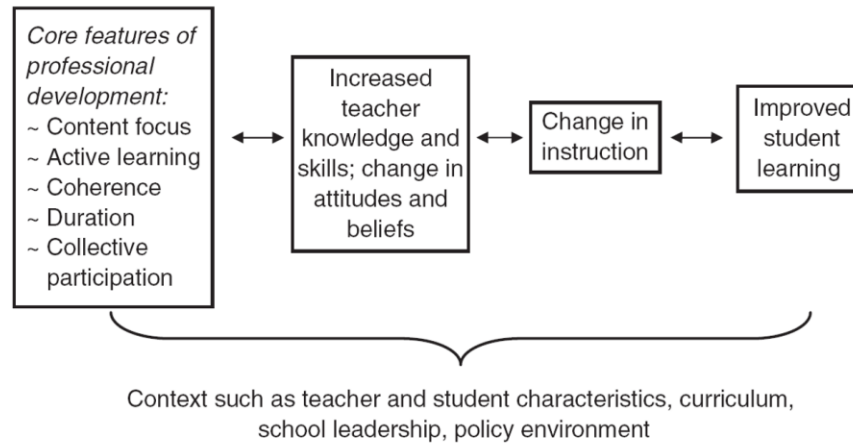 Core features of
professional
development:
~ Content focus
~ Active learning
~ Coherence
~ Duration
~ Collective
participation
Increased
teacher
knowledge and
skills; change in
attitudes and
beliefs
Change in
instruction
Improved
student
learning
Context such as teacher and student characteristics, curriculum,
school leadership, policy environment